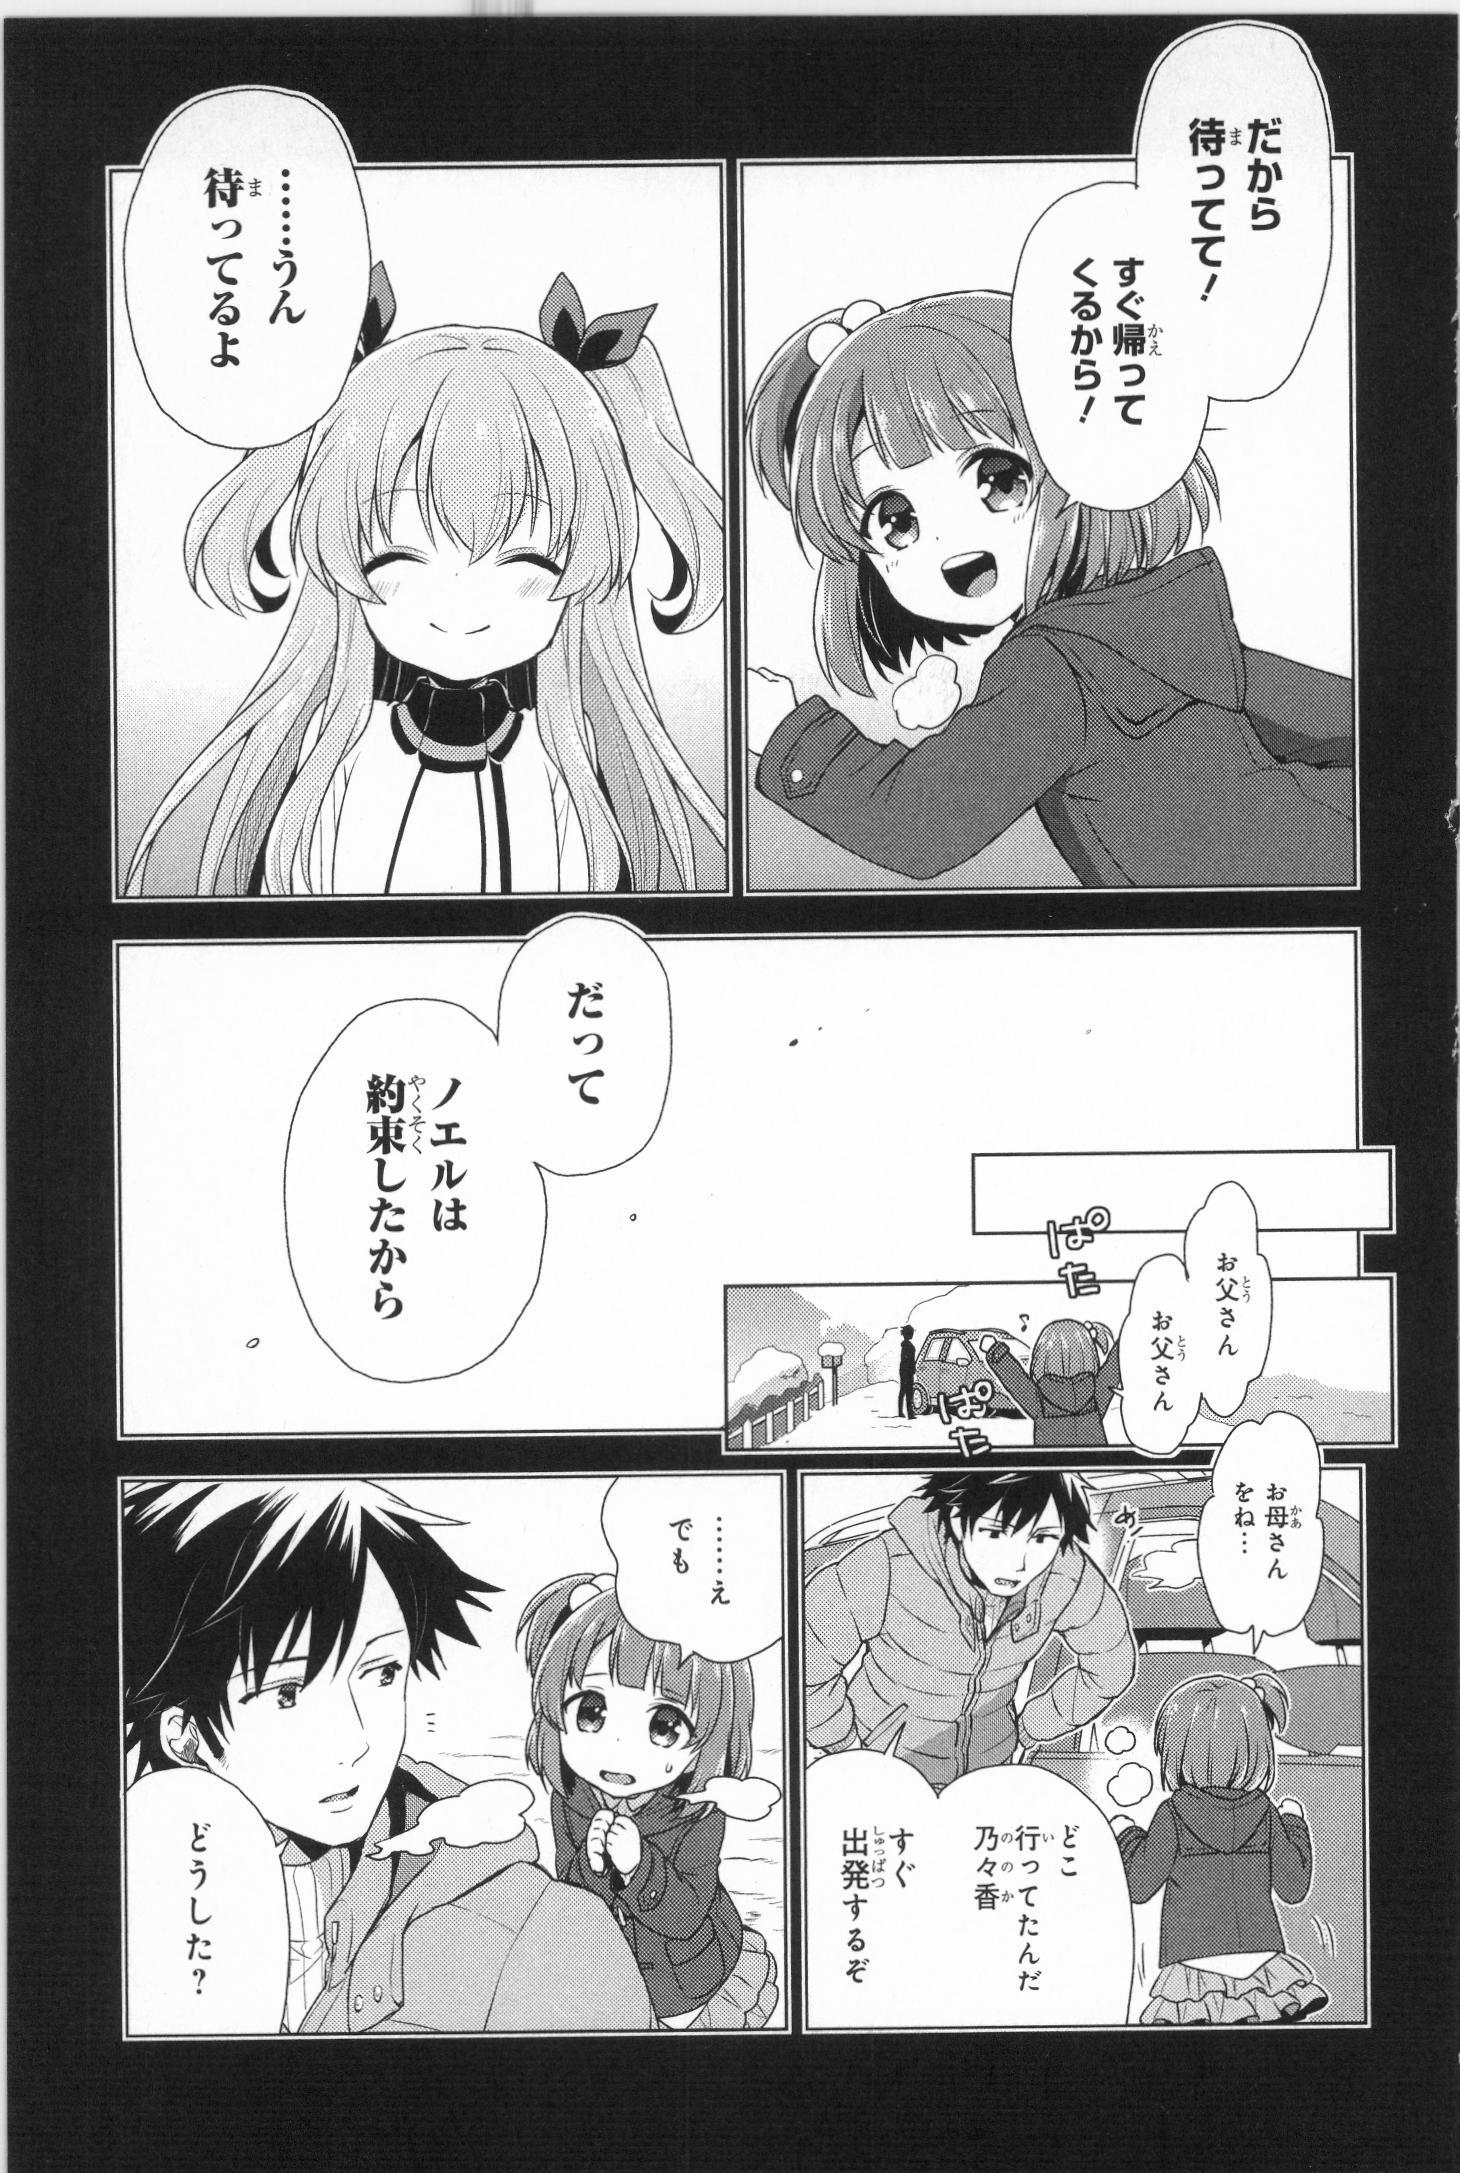 だから
待ってて!
すぐ帰って
くるから!
……うん
待ってるよ
だって
ノエルは
約束したから
お父さん
お父さん
ぱた
ぱた
♪
お母さん
をね…
あ!
どこ
行ってたんだ
乃々香
すぐ
出発するぞ
……え
でも
どうした?